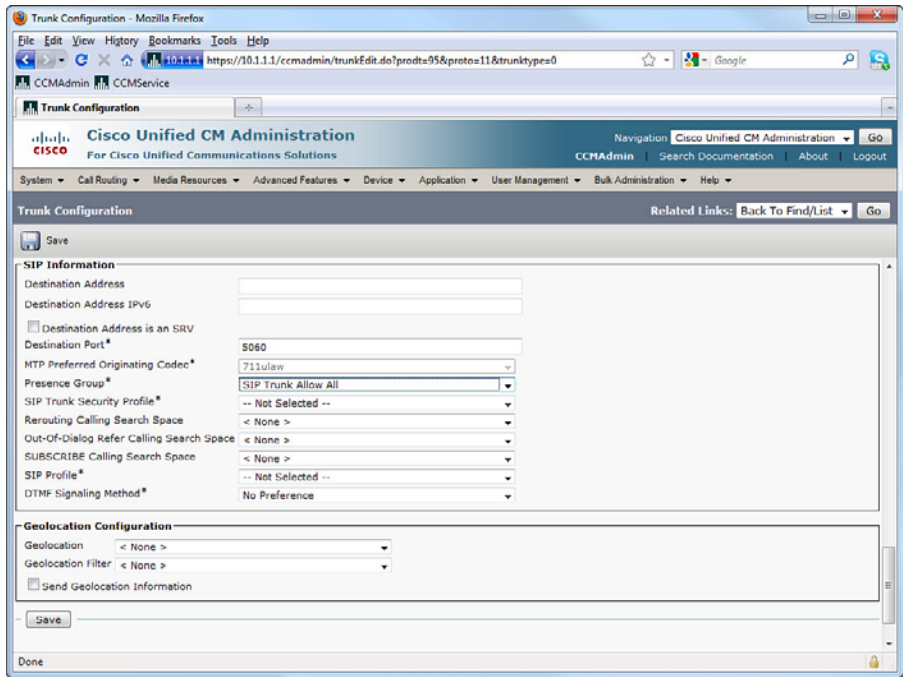 Trunk Configuration - Mozilla Firefox
File Edit View History Bookmarks Tools Help
10.1.1.1 https://10.1.1.1/ccmadmin/trunkEdit.do?prodt=95&proto=11&trunktype=0 Google
CCMAdmin CCMService
Trunk Configuration
CISCO Cisco Unified CM Administration
For Cisco Unified Communications Solutions
Navigation Cisco Unified CM Administration Go
CCMAdmin | Search Documentation | About | Logout
System Call Routing Media Resources Advanced Features Device Application User Management Bulk Administration Help
Trunk Configuration Related Links: Back To Find/List Go
Save
SIP Information
Destination Address
Destination Address IPv6
Destination Address is an SRV
Destination Port* 5060
MTP Preferred Originating Codec* 711ulaw
Presence Group* SIP Trunk Allow All
SIP Trunk Security Profile* -- Not Selected --
Rerouting Calling Search Space < None >
Out-Of-Dialog Refer Calling Search Space < None >
SUBSCRIBE Calling Search Space < None >
SIP Profile* -- Not Selected --
DTMF Signaling Method* No Preference
Geolocation Configuration
Geolocation < None >
Geolocation Filter < None >
Send Geolocation Information
Save
Done